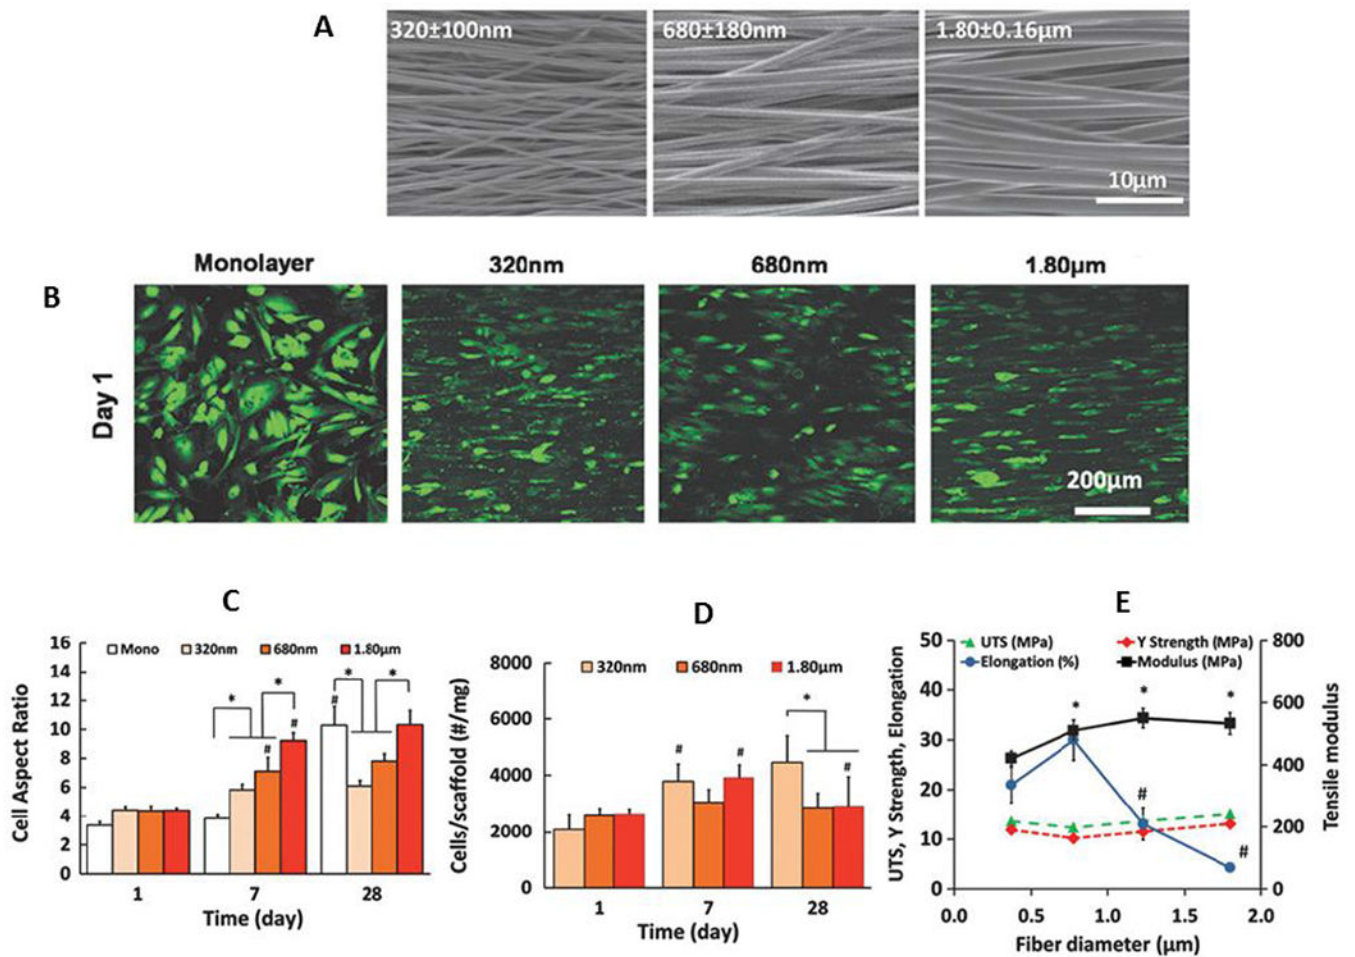 A
320±100nm
680±180nm
1.80±0.16µm
10µm
B
Monolayer
320nm
680nm
1.80µm
Day 1
200µm
C
16
14
12
10
8
6
4
2
0
Mono
320nm
680nm
1.80µm
*
*
#
#
#
*
*
1
7
28
Cell Aspect Ratio
Time (day)
D
8000
6000
4000
2000
0
320nm
680nm
1.80µm
#
#
*
#
1
7
28
Cells/scaffold (#/mg)
Time (day)
E
50
40
30
20
10
0
UTS (MPa)
Y Strength (MPa)
Elongation (%)
Modulus (MPa)
*
*
*
#
#
800
600
400
200
0
0.0
0.5
1.0
1.5
2.0
UTS, Y Strength, Elongation
Tensile modulus
Fiber diameter (µm)